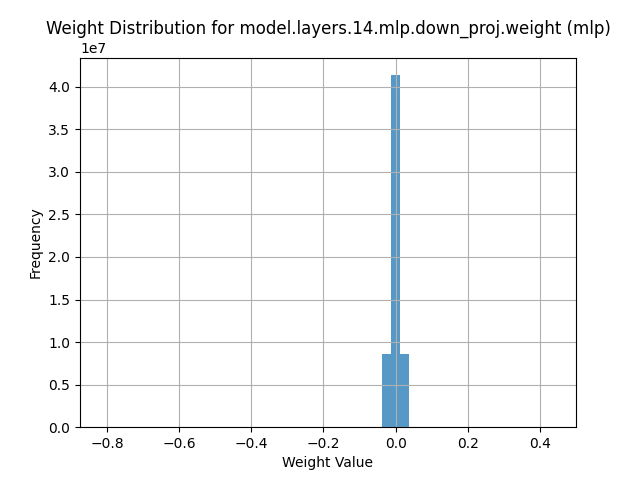 Weight Distribution for model.layers.14.mlp.down_proj.weight (mlp)
1e7
4.0
3.5
3.0
2.5
2.0
1.5
1.0
0.5
0.0
Frequency
−0.8 −0.6 −0.4 −0.2 0.0 0.2 0.4
Weight Value